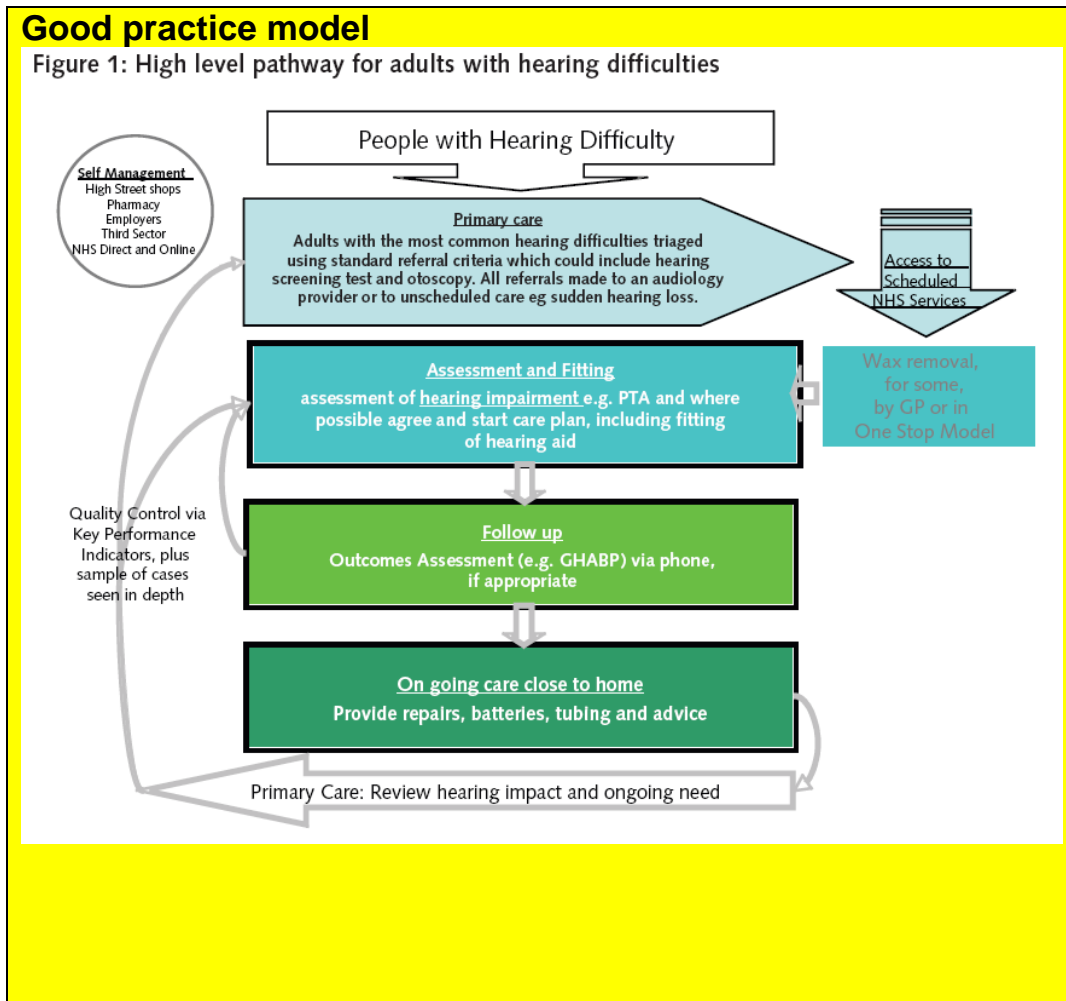 Good practice model
Figure 1: High level pathway for adults with hearing difficulties
People with Hearing Difficulty
Self Management
High Street shops
Pharmacy
Employers
Third Sector
NHS Direct and Online
Primary care
Adults with the most common hearing difficulties triaged
using standard referral criteria which could include hearing
screening test and otoscopy. All referrals made to an audiology
provider or to unscheduled care eg sudden hearing loss.
Access to
Scheduled
NHS Services
Assessment and Fitting
assessment of hearing impairment e.g. PTA and where
possible agree and start care plan, including fitting
of hearing aid
Wax removal,
for some,
by GP or in
One Stop Model
Quality Control via
Key Performance
Indicators, plus
sample of cases
seen in depth
Follow up
Outcomes Assessment (e.g. GHABP) via phone,
if appropriate
On going care close to home
Provide repairs, batteries, tubing and advice
Primary Care: Review hearing impact and ongoing need